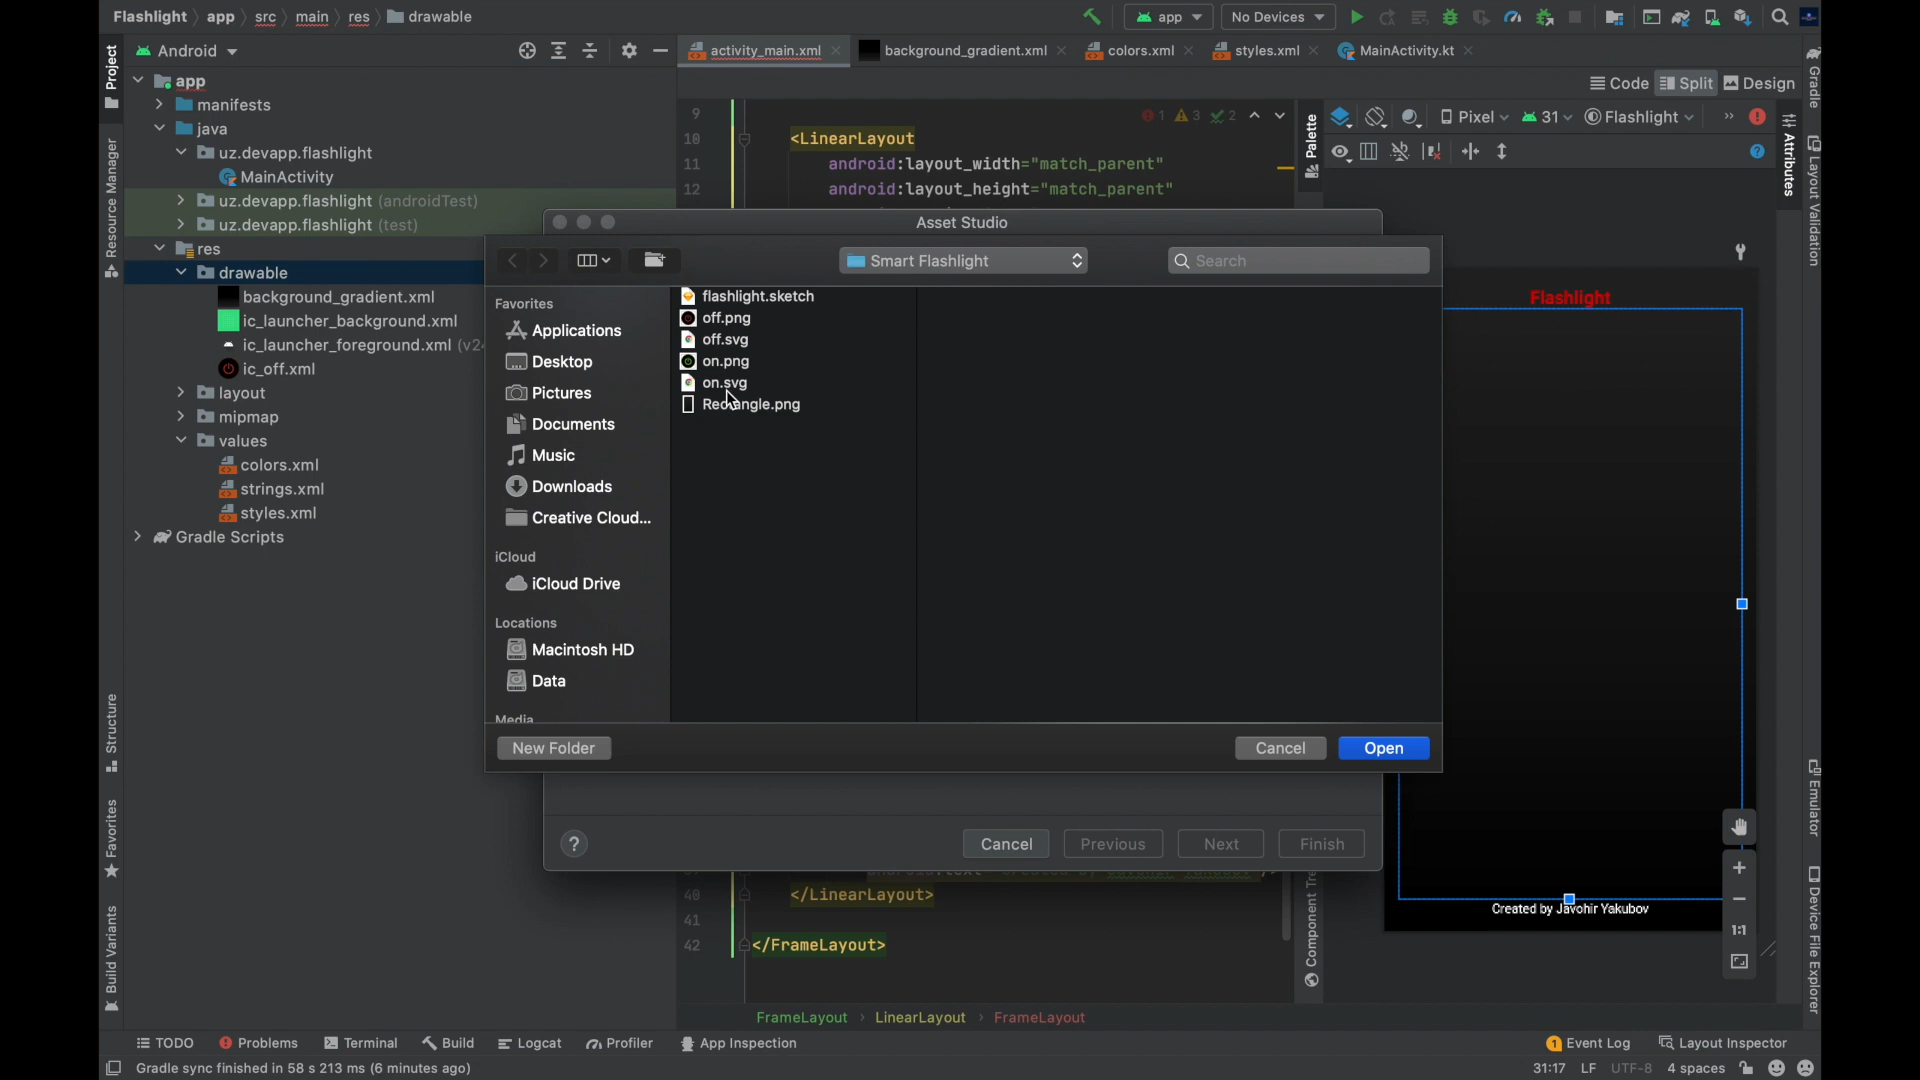 Flashlight
app
src
main
res
drawable
app
No Devices
Project
Android
activity_main.xml
background_gradient.xml
colors.xml
styles.xml
MainActivity.kt
Gradle
Code
Split
Design
app
manifests
java
uz.devapp.flashlight
MainActivity
uz.devapp.flashlight (androidTest)
uz.devapp.flashlight (test)
res
drawable
background_gradient.xml
ic_launcher_background.xml
ic_launcher_foreground.xml (v24
ic_off.xml
layout
mipmap
values
colors.xml
strings.xml
styles.xml
Gradle Scripts
Resource Manager
Structure
Favorites
Build Variants
9
10 <LinearLayout
11 android:layout_width="match_parent"
12 android:layout_height="match_parent"
1 3 2
Palette
Pixel
31
Flashlight
Attributes
Layout Validation
Asset Studio
Smart Flashlight
Search
Favorites
Applications
Desktop
Pictures
Documents
Music
Downloads
Creative Cloud...
iCloud
iCloud Drive
Locations
Macintosh HD
Data
Media
flashlight.sketch
off.png
off.svg
on.png
on.svg
Rectangle.png
New Folder
Cancel
Open
?
Cancel
Previous
Next
Finish
40 </LinearLayout>
41
42 </FrameLayout>
Component Tre
Flashlight
Created by Javohir Yakubov
1:1
Emulator
Device File Explorer
FrameLayout
LinearLayout
FrameLayout
TODO
Problems
Terminal
Build
Logcat
Profiler
App Inspection
1 Event Log
Layout Inspector
Gradle sync finished in 58 s 213 ms (6 minutes ago)
31:17
LF
UTF-8
4 spaces